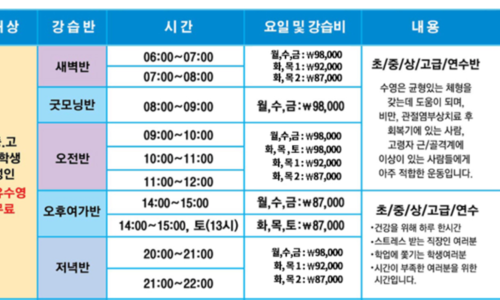 대상 강습반 시간 요일 및 강습비 내용
새벽반
06:00~07:00
07:00~08:00
월,수,금 : ₩98,000
화,목 1 : ₩92,000
화,목 2 : ₩87,000
굿모닝반 08:00~09:00 월,수,금 : ₩98,000
오전반
09:00~10:00
10:00~11:00
11:00~12:00
월,수,금 : ₩98,000
화,목,토 : ₩98,000
화,목 1 : ₩92,000
화,목 2 : ₩87,000
오후여가반
14:00~15:00 월,수,금 : ₩87,000
14:00~15:00, 토(13시) 화,목,토 : ₩87,000
저녁반
20:00~21:00
21:00~22:00
월,수,금 : ₩98,000
화,목 1 : ₩92,000
화,목 2 : ₩87,000
초/중/상/고급/연수반
수영은 균형있는 체형을
갖는데 도움이 되며,
비만, 관절염부상치료 후
회복기에 있는 사람,
고령자 근/골격계에
이상이 있는 사람들에게
아주 적합한 운동입니다.
초/중/상/고급/연수
•건강을 위해 하루 한시간
•스트레스 받는 직장인 여러분
•학업에 쫓기는 학생여러분
•시간이 부족한 여러분을 위한
시간입니다.
고
학생
성인
유수영
무료